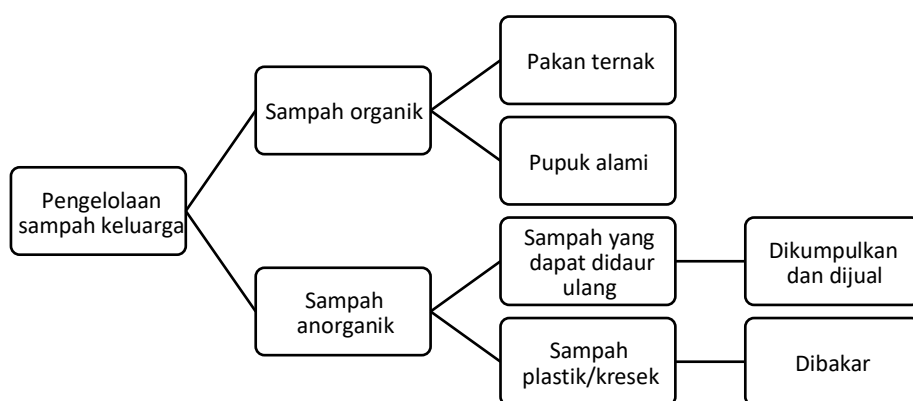 Pengelolaan
sampah keluarga
Sampah organik
Pakan ternak
Pupuk alami
Sampah
anorganik
Sampah yang
dapat didaur
ulang
Dikumpulkan
dan dijual
Sampah
plastik/kresek
Dibakar